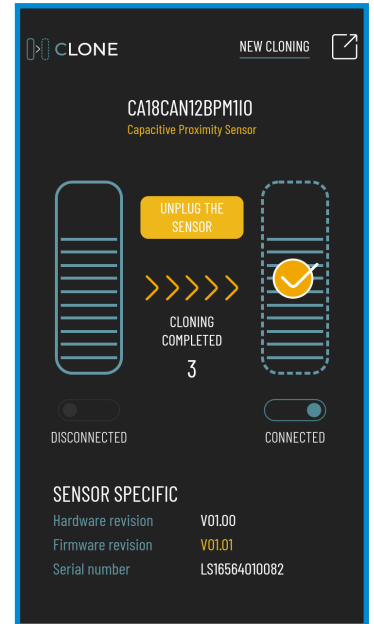 CLONE
NEW CLONING
CA18CAN12BPM1IO
Capacitive Proximity Sensor
UNPLUG THE
SENSOR
CLONING
COMPLETED
3
DISCONNECTED
CONNECTED
SENSOR SPECIFIC
Hardware revision V01.00
Firmware revision V01.01
Serial number LS16564010082